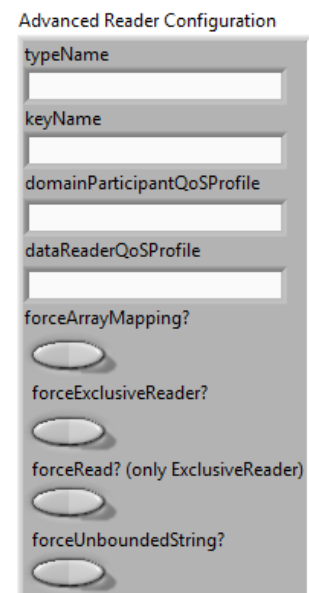 Advanced Reader Configuration
typeName
keyName
domainParticipantQoSProfile
dataReaderQoSProfile
forceArrayMapping?
forceExclusiveReader?
forceRead? (only ExclusiveReader)
forceUnboundedString?